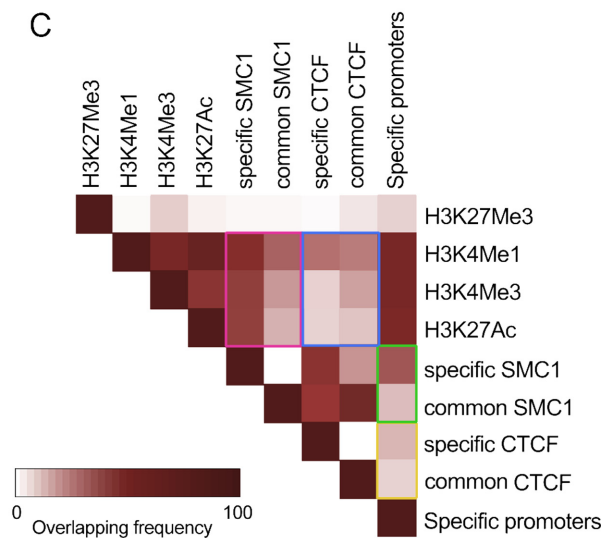 C
H3K27Me3
H3K4Me1
H3K4Me3
H3K27Ac
specific SMC1
common SMC1
specific CTCF
common CTCF
Specific promoters
H3K27Me3
H3K4Me1
H3K4Me3
H3K27Ac
specific SMC1
common SMC1
specific CTCF
common CTCF
Specific promoters
0 100
Overlapping frequency